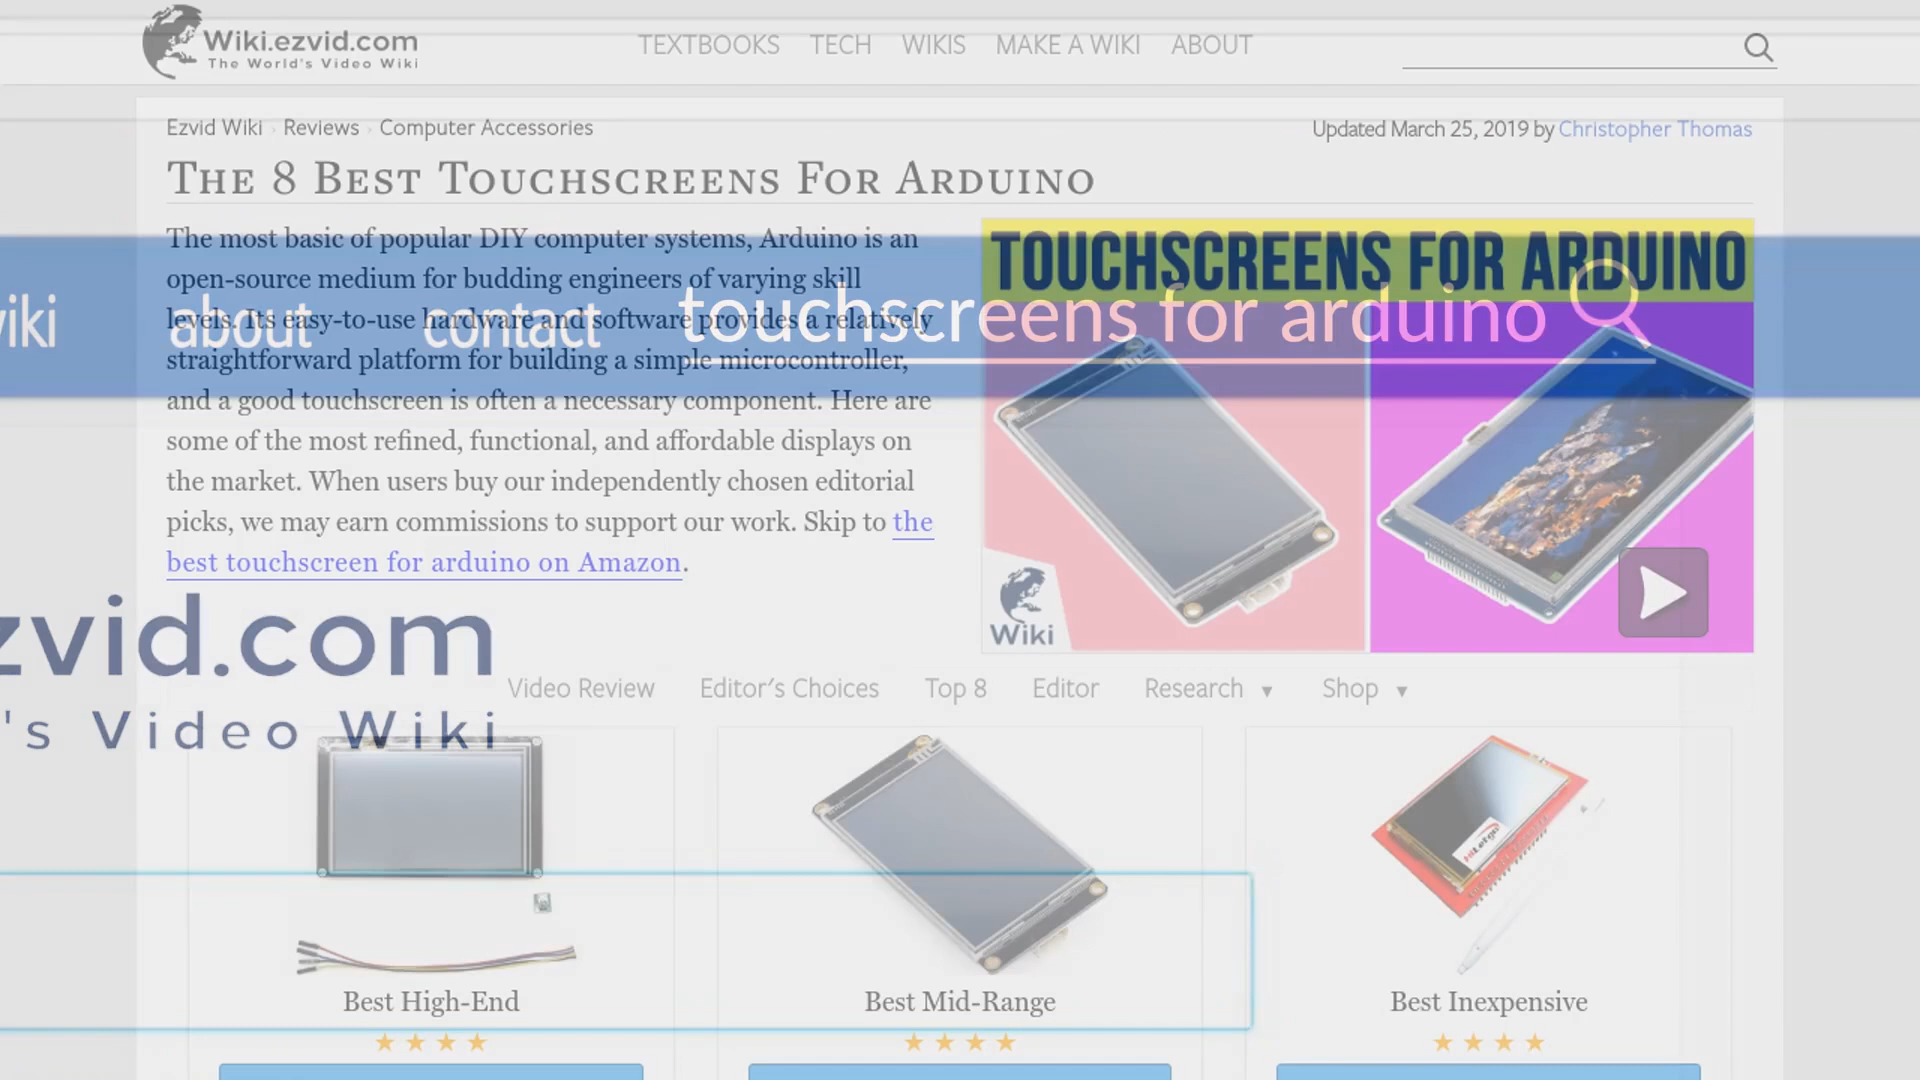 Wiki.ezvid.com
The World's Video Wiki
TEXTBOOKS TECH WIKIS MAKE A WIKI ABOUT
Ezvid Wiki › Reviews › Computer Accessories
Updated March 25, 2019 by Christopher Thomas
The 8 Best Touchscreens For Arduino
The most basic of popular DIY computer systems, Arduino is an
open-source medium for budding engineers of varying skill
levels. Its easy-to-use hardware and software provides a relatively
straightforward platform for building a simple microcontroller,
and a good touchscreen is often a necessary component. Here are
some of the most refined, functional, and affordable displays on
the market. When users buy our independently chosen editorial
picks, we may earn commissions to support our work. Skip to the
best touchscreen for arduino on Amazon.
TOUCHSCREENS FOR ARDUINO
Wiki
wiki about contact touchscreens for arduino
zvid.com
's Video Wiki
Video Review Editor's Choices Top 8 Editor Research ▼ Shop ▼
HiLetgo
Best High-End
Best Mid-Range
Best Inexpensive